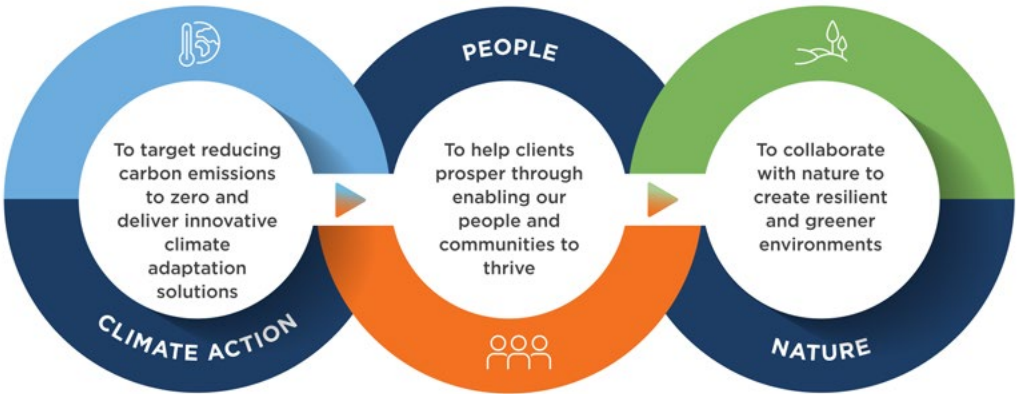 To target reducing
carbon emissions
to zero and
deliver innovative
climate
adaptation
solutions
CLIMATE ACTION
PEOPLE
To help clients
prosper through
enabling our
people and
communities to
thrive
To collaborate
with nature to
create resilient
and greener
environments
NATURE